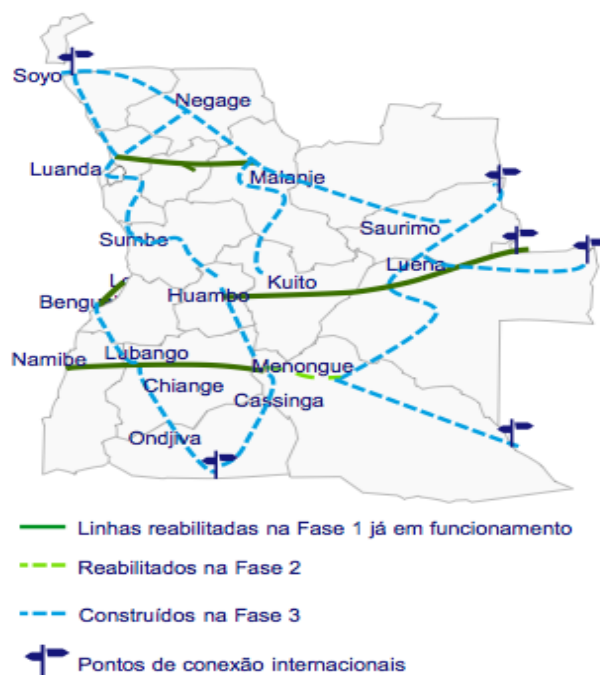 Soyo
Negage
Luanda
Malanje
Saurimo
Sumbe
Luena
Kuito
Huambo
Namibe
Lubango
Menongue
Chiange
Cassinga
Ondjiva
Linhas reabilitadas na Fase 1 já em funcionamento
Reabilitados na Fase 2
Construídos na Fase 3
Pontos de conexão internacionais